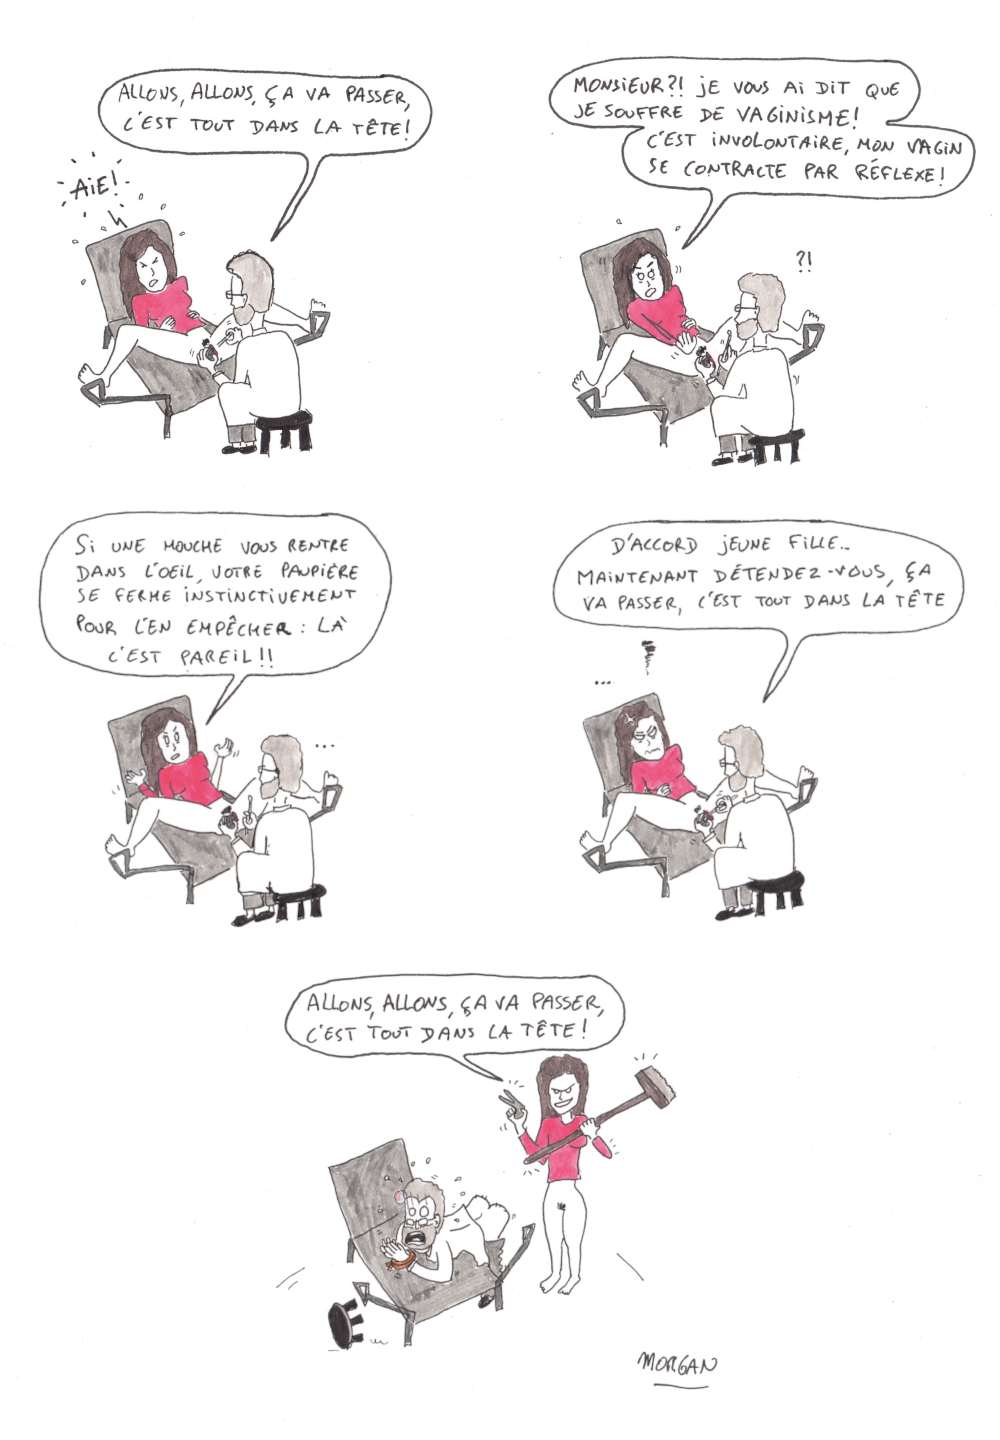 ALLONS, ALLONS, ÇA VA PASSER,
C'EST TOUT DANS LA TÊTE!
AÏE!
MONSIEUR?! JE VOUS AI DIT QUE
JE SOUFFRE DE VAGINISME!
C'EST INVOLONTAIRE, MON VAGIN
SE CONTRACTE PAR RÉFLEXE!
?!
SI UNE MOUCHE VOUS RENTRE
DANS L'OEIL, VOTRE PAUPIÈRE
SE FERME INSTINCTIVEMENT
POUR L'EN EMPÊCHER : LÀ
C'EST PAREIL!!
...
D'ACCORD JEUNE FILLE...
MAINTENANT DÉTENDEZ-VOUS, ÇA
VA PASSER, C'EST TOUT DANS LA TÊTE
...
ALLONS, ALLONS, ÇA VA PASSER,
C'EST TOUT DANS LA TÊTE!
MORGAN